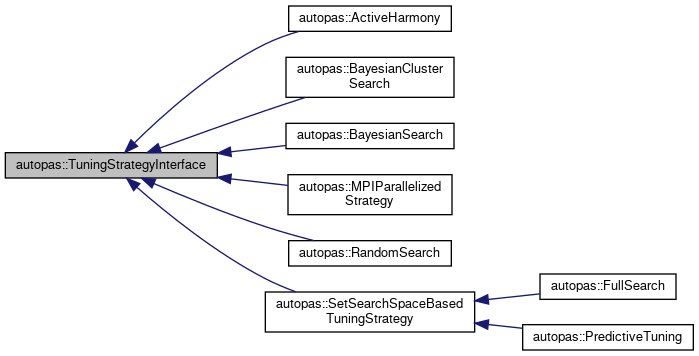 autopas::ActiveHarmony
autopas::BayesianCluster
Search
autopas::BayesianSearch
autopas::TuningStrategyInterface
autopas::MPIParallelized
Strategy
autopas::RandomSearch
autopas::SetSearchSpaceBased
TuningStrategy
autopas::FullSearch
autopas::PredictiveTuning